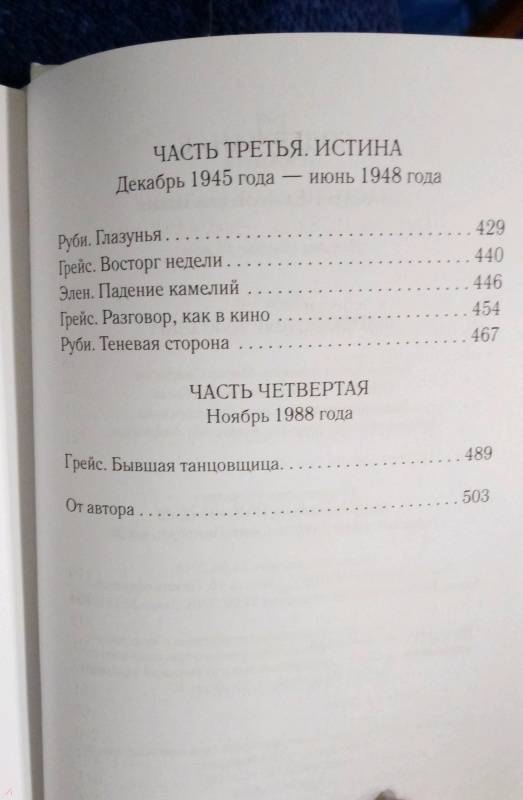 ЧАСТЬ ТРЕТЬЯ. ИСТИНА
Декабрь 1945 года — июнь 1948 года
Руби. Глазунья . . . . . . . . . . . . . . . . . . . . . . . . . . . . . . . . . 429
Грейс. Восторг недели . . . . . . . . . . . . . . . . . . . . . . . . . 440
Элен. Падение камелий . . . . . . . . . . . . . . . . . . . . . . . . 446
Грейс. Разговор, как в кино . . . . . . . . . . . . . . . . . . . . 454
Руби. Теневая сторона . . . . . . . . . . . . . . . . . . . . . . . . 467
ЧАСТЬ ЧЕТВЕРТАЯ
Ноябрь 1988 года
Грейс. Бывшая танцовщица. . . . . . . . . . . . . . . . . . . 489
От автора . . . . . . . . . . . . . . . . . . . . . . . . . . . . . . . . . . 503